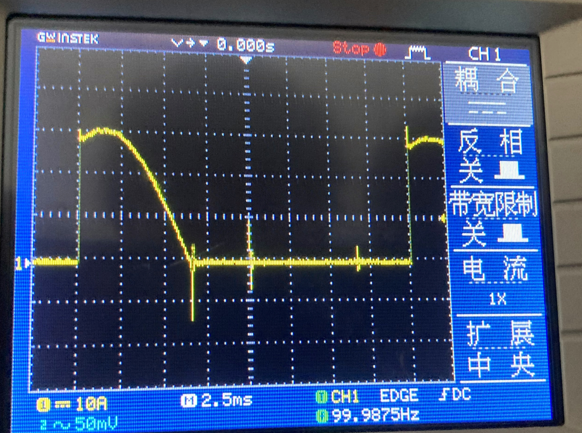 GWINSTEK 0.000s Stop CH1
耦 合
反 相
关
带宽限制
关
1
电 流
1X
扩 展
中 央
1 10A M 2.5ms T CH1 EDGE DC
2 50mV T 99.9875Hz